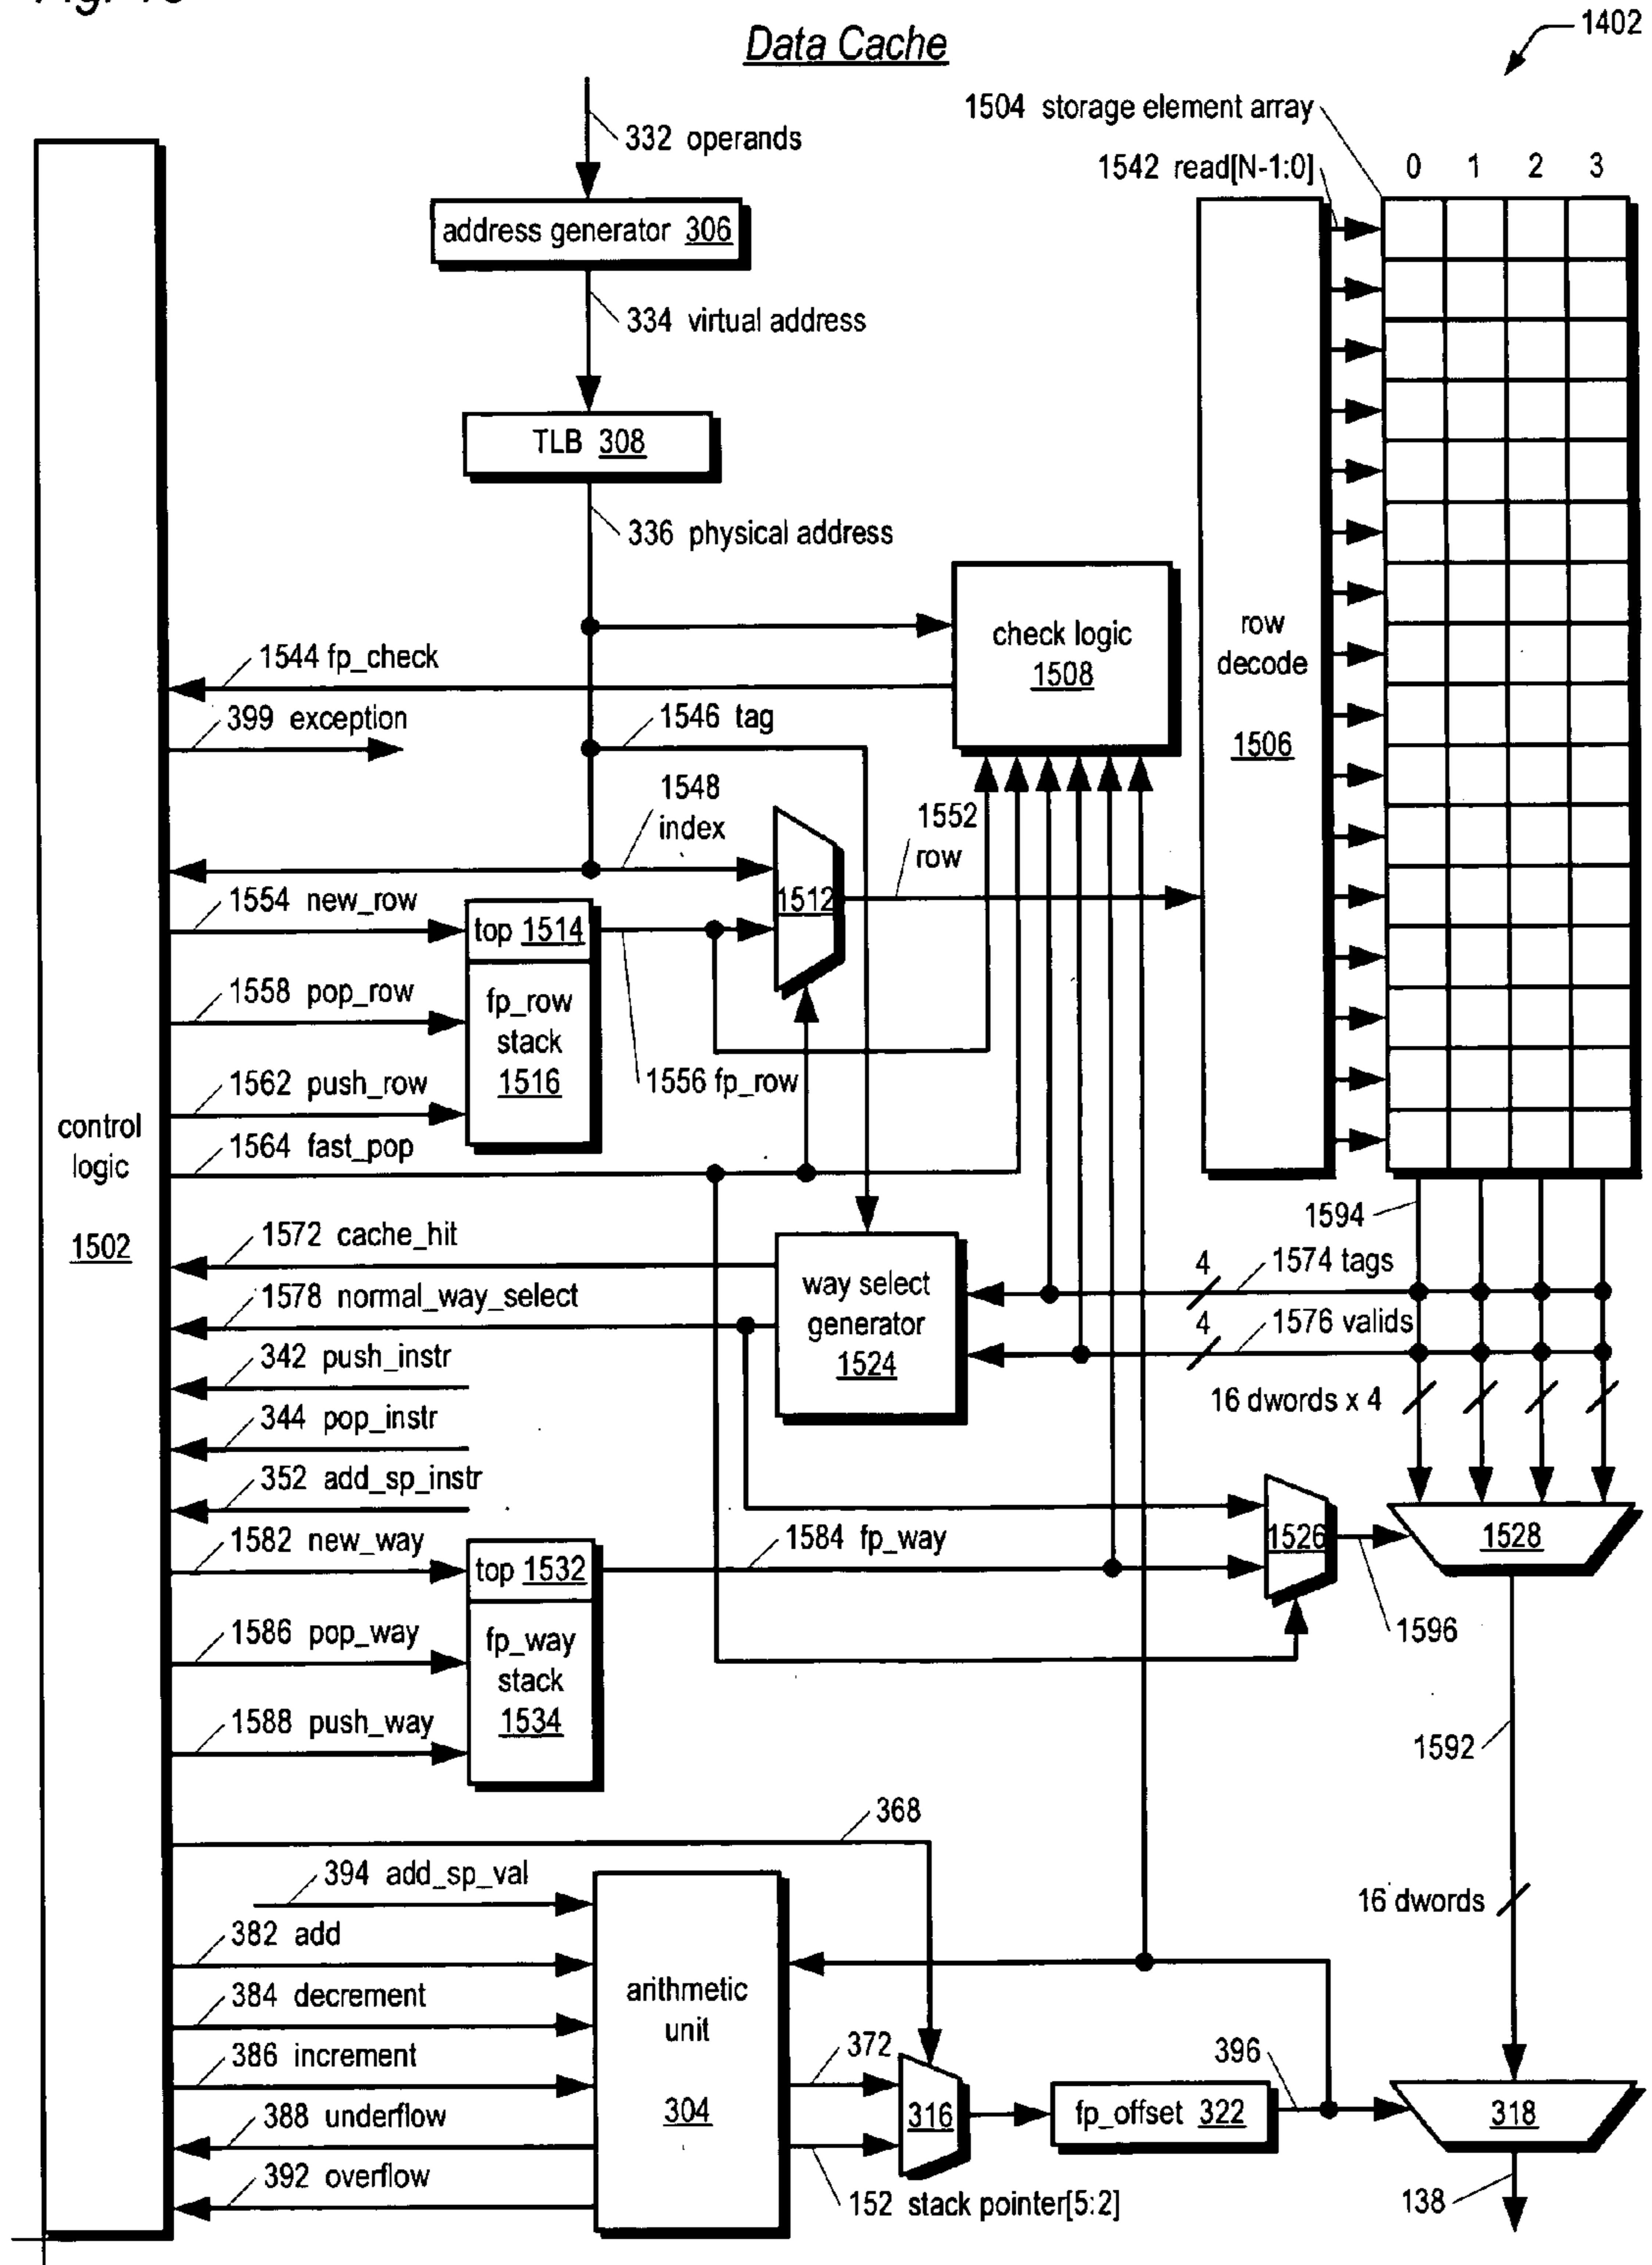 Data Cache
1402
1504 storage element array
332 operands
1542 read[N-1:0]
0 1 2 3
address generator 306
334 virtual address
TLB 308
336 physical address
check logic
1508
row
decode
1506
1544 fp_check
399 exception
1546 tag
1548
index
1552
row
1512
1554 new_row
top 1514
1558 pop_row
fp_row
stack
1516
1556 fp_row
1562 push_row
control
logic
1502
1564 fast_pop
1594
1572 cache_hit
4
1574 tags
way select
generator
1524
1578 normal_way_select
4
1576 valids
342 push_instr
16 dwords x 4
344 pop_instr
352 add_sp_instr
1582 new_way
top 1532
1584 fp_way
1526
1528
1586 pop_way
fp_way
stack
1534
1596
1588 push_way
1592
368
394 add_sp_val
16 dwords
382 add
arithmetic
unit
304
384 decrement
386 increment
372
396
316
fp_offset 322
318
388 underflow
392 overflow
152 stack pointer[5:2]
138